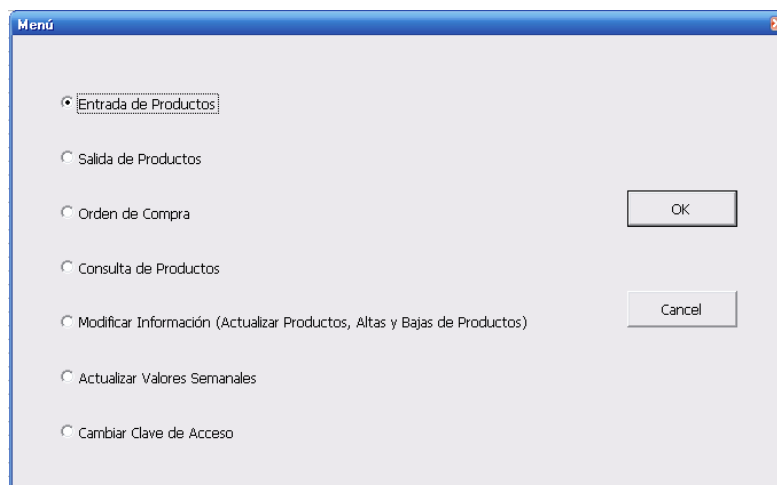 Menú
Entrada de Productos
Salida de Productos
Orden de Compra
OK
Consulta de Productos
Cancel
Modificar Información (Actualizar Productos, Altas y Bajas de Productos)
Actualizar Valores Semanales
Cambiar Clave de Acceso